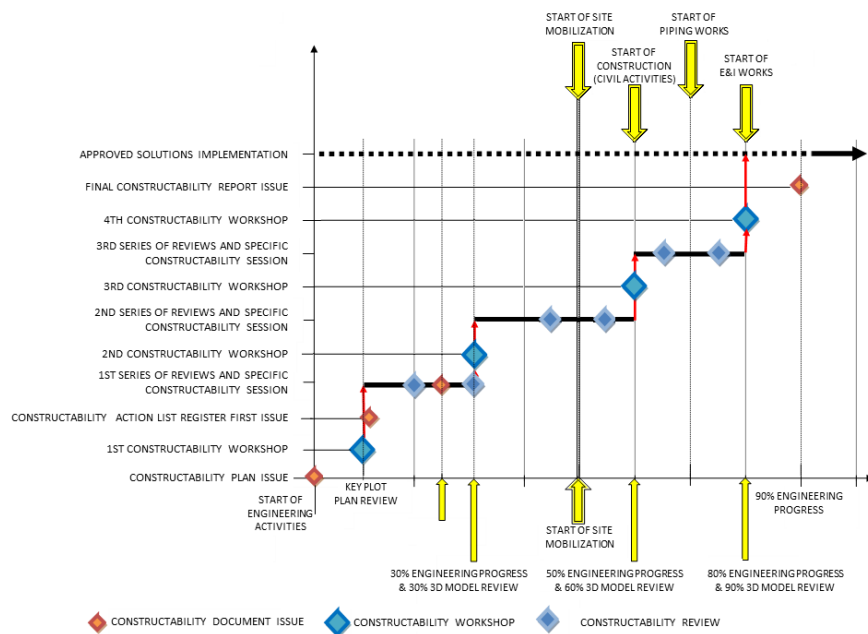 START OF SITE
MOBILIZATION
START OF
PIPING WORKS
START OF
CONSTRUCTION
(CIVIL ACTIVITIES)
START OF
E&I WORKS
APPROVED SOLUTIONS IMPLEMENTATION
FINAL CONSTRUCTABILITY REPORT ISSUE
4TH CONSTRUCTABILITY WORKSHOP
3RD SERIES OF REVIEWS AND SPECIFIC
CONSTRUCTABILITY SESSION
3RD CONSTRUCTABILITY WORKSHOP
2ND SERIES OF REVIEWS AND SPECIFIC
CONSTRUCTABILITY SESSION
2ND CONSTRUCTABILITY WORKSHOP
1ST SERIES OF REVIEWS AND SPECIFIC
CONSTRUCTABILITY SESSION
CONSTRUCTABILITY ACTION LIST REGISTER FIRST ISSUE
1ST CONSTRUCTABILITY WORKSHOP
CONSTRUCTABILITY PLAN ISSUE
START OF
ENGINEERING
ACTIVITIES
KEY PLOT
PLAN REVIEW
START OF SITE
MOBILIZATION
90% ENGINEERING
PROGRESS
30% ENGINEERING PROGRESS
& 30% 3D MODEL REVIEW
50% ENGINEERING PROGRESS
& 60% 3D MODEL REVIEW
80% ENGINEERING PROGRESS
& 90% 3D MODEL REVIEW
CONSTRUCTABILITY DOCUMENT ISSUE
CONSTRUCTABILITY WORKSHOP
CONSTRUCTABILITY REVIEW